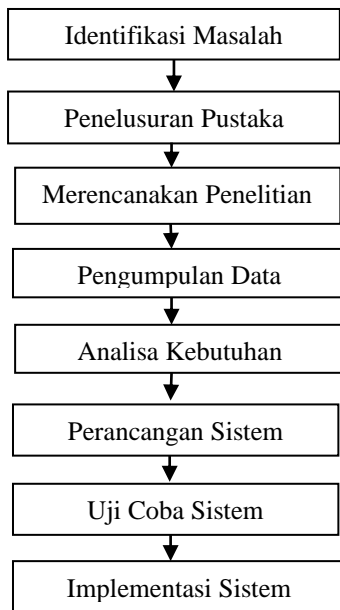 Identifikasi Masalah
Penelusuran Pustaka
Merencanakan Penelitian
Pengumpulan Data
Analisa Kebutuhan
Perancangan Sistem
Uji Coba Sistem
Implementasi Sistem